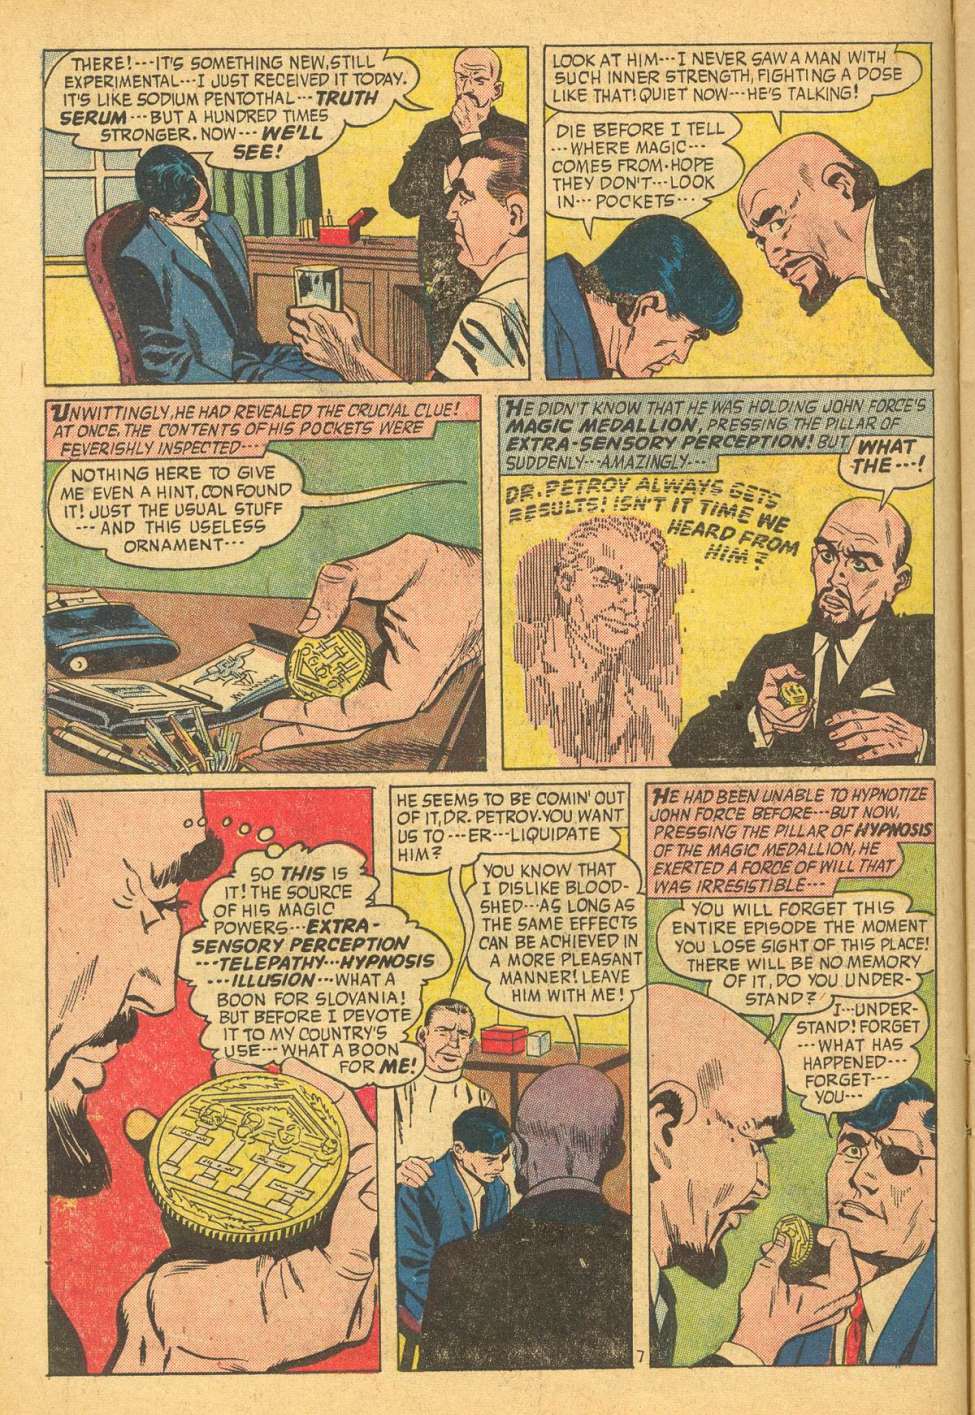 THERE!---IT'S SOMETHING NEW, STILL
EXPERIMENTAL---I JUST RECEIVED IT TODAY.
IT'S LIKE SODIUM PENTOTHAL---TRUTH
SERUM---BUT A HUNDRED TIMES
STRONGER. NOW---WE'LL
SEE!
LOOK AT HIM---I NEVER SAW A MAN WITH
SUCH INNER STRENGTH, FIGHTING A DOSE
LIKE THAT! QUIET NOW---HE'S TALKING!
DIE BEFORE I TELL
---WHERE MAGIC---
COMES FROM-HOPE
THEY DON'T---LOOK
IN---POCKETS---
UNWITTINGLY, HE HAD REVEALED THE CRUCIAL CLUE!
AT ONCE, THE CONTENTS OF HIS POCKETS WERE
FEVERISHLY INSPECTED---
NOTHING HERE TO GIVE
ME EVEN A HINT, CONFOUND
IT! JUST THE USUAL STUFF
---AND THIS USELESS
ORNAMENT---
HE DIDN'T KNOW THAT HE WAS HOLDING JOHN FORCE'S
MAGIC MEDALLION, PRESSING THE PILLAR OF
EXTRA-SENSORY PERCEPTION! BUT
SUDDENLY---AMAZINGLY---
DR. PETROV ALWAYS GETS
RESULTS! ISN'T IT TIME WE
HEARD FROM
HIM?
WHAT
THE---!
SO THIS IS
IT! THE SOURCE
OF HIS MAGIC
POWERS---EXTRA-
SENSORY PERCEPTION
---TELEPATHY---HYPNOSIS
---ILLUSION---WHAT A
BOON FOR SLOVANIA!
BUT BEFORE I DEVOTE
IT TO MY COUNTRY'S
USE---WHAT A BOON
FOR ME!
HE SEEMS TO BE COMIN' OUT
OF IT, DR. PETROV. YOU WANT
US TO---ER---LIQUIDATE
HIM?
YOU KNOW THAT
I DISLIKE BLOOD-
SHED---AS LONG AS
THE SAME EFFECTS
CAN BE ACHIEVED IN
A MORE PLEASANT
MANNER! LEAVE
HIM WITH ME!
HE HAD BEEN UNABLE TO HYPNOTIZE
JOHN FORCE BEFORE---BUT NOW,
PRESSING THE PILLAR OF HYPNOSIS
OF THE MAGIC MEDALLION, HE
EXERTED A FORCE OF WILL THAT
WAS IRRESISTIBLE---
YOU WILL FORGET THIS
ENTIRE EPISODE THE MOMENT
YOU LOSE SIGHT OF THIS PLACE!
THERE WILL BE NO MEMORY
OF IT, DO YOU UNDER-
STAND?
I---UNDER-
STAND! FORGET
---WHAT HAS
HAPPENED---
FORGET---
YOU---
7